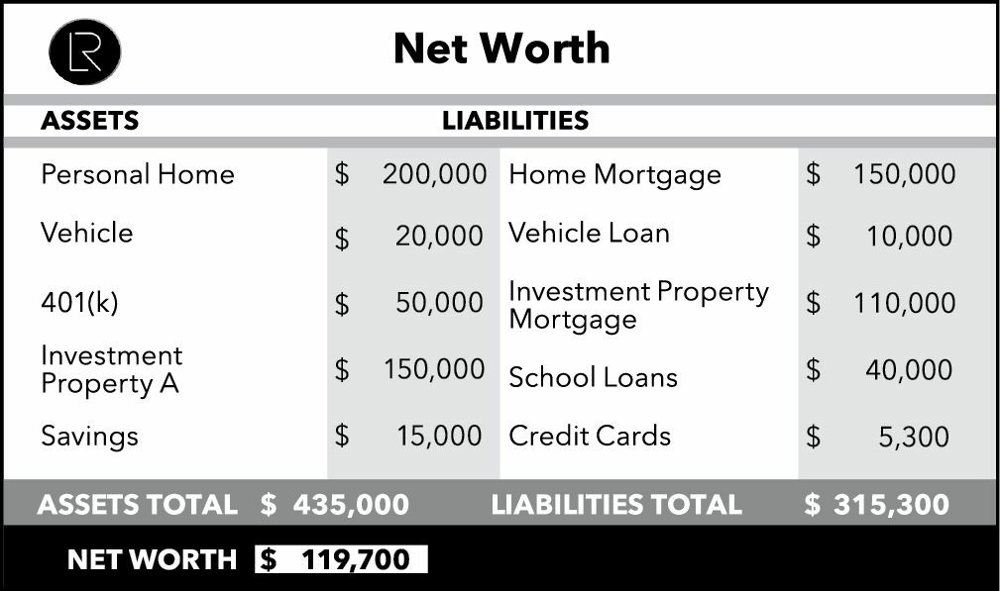 LR
Net Worth
ASSETS LIABILITIES
Personal Home $ 200,000 Home Mortgage $ 150,000
Vehicle $ 20,000 Vehicle Loan $ 10,000
401(k) $ 50,000 Investment Property
Mortgage $ 110,000
Investment
Property A $ 150,000 School Loans $ 40,000
Savings $ 15,000 Credit Cards $ 5,300
ASSETS TOTAL $ 435,000 LIABILITIES TOTAL $ 315,300
NET WORTH $ 119,700